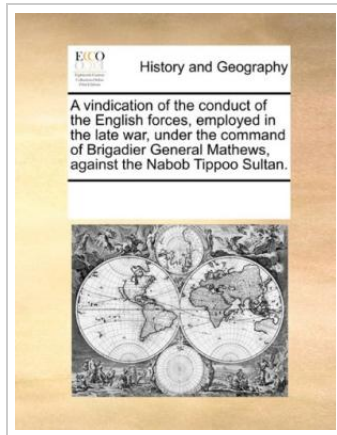 ECCO
History and Geography
A vindication of the conduct of
the English forces, employed in
the late war, under the command
of Brigadier General Mathews,
against the Nabob Tippoo Sultan.